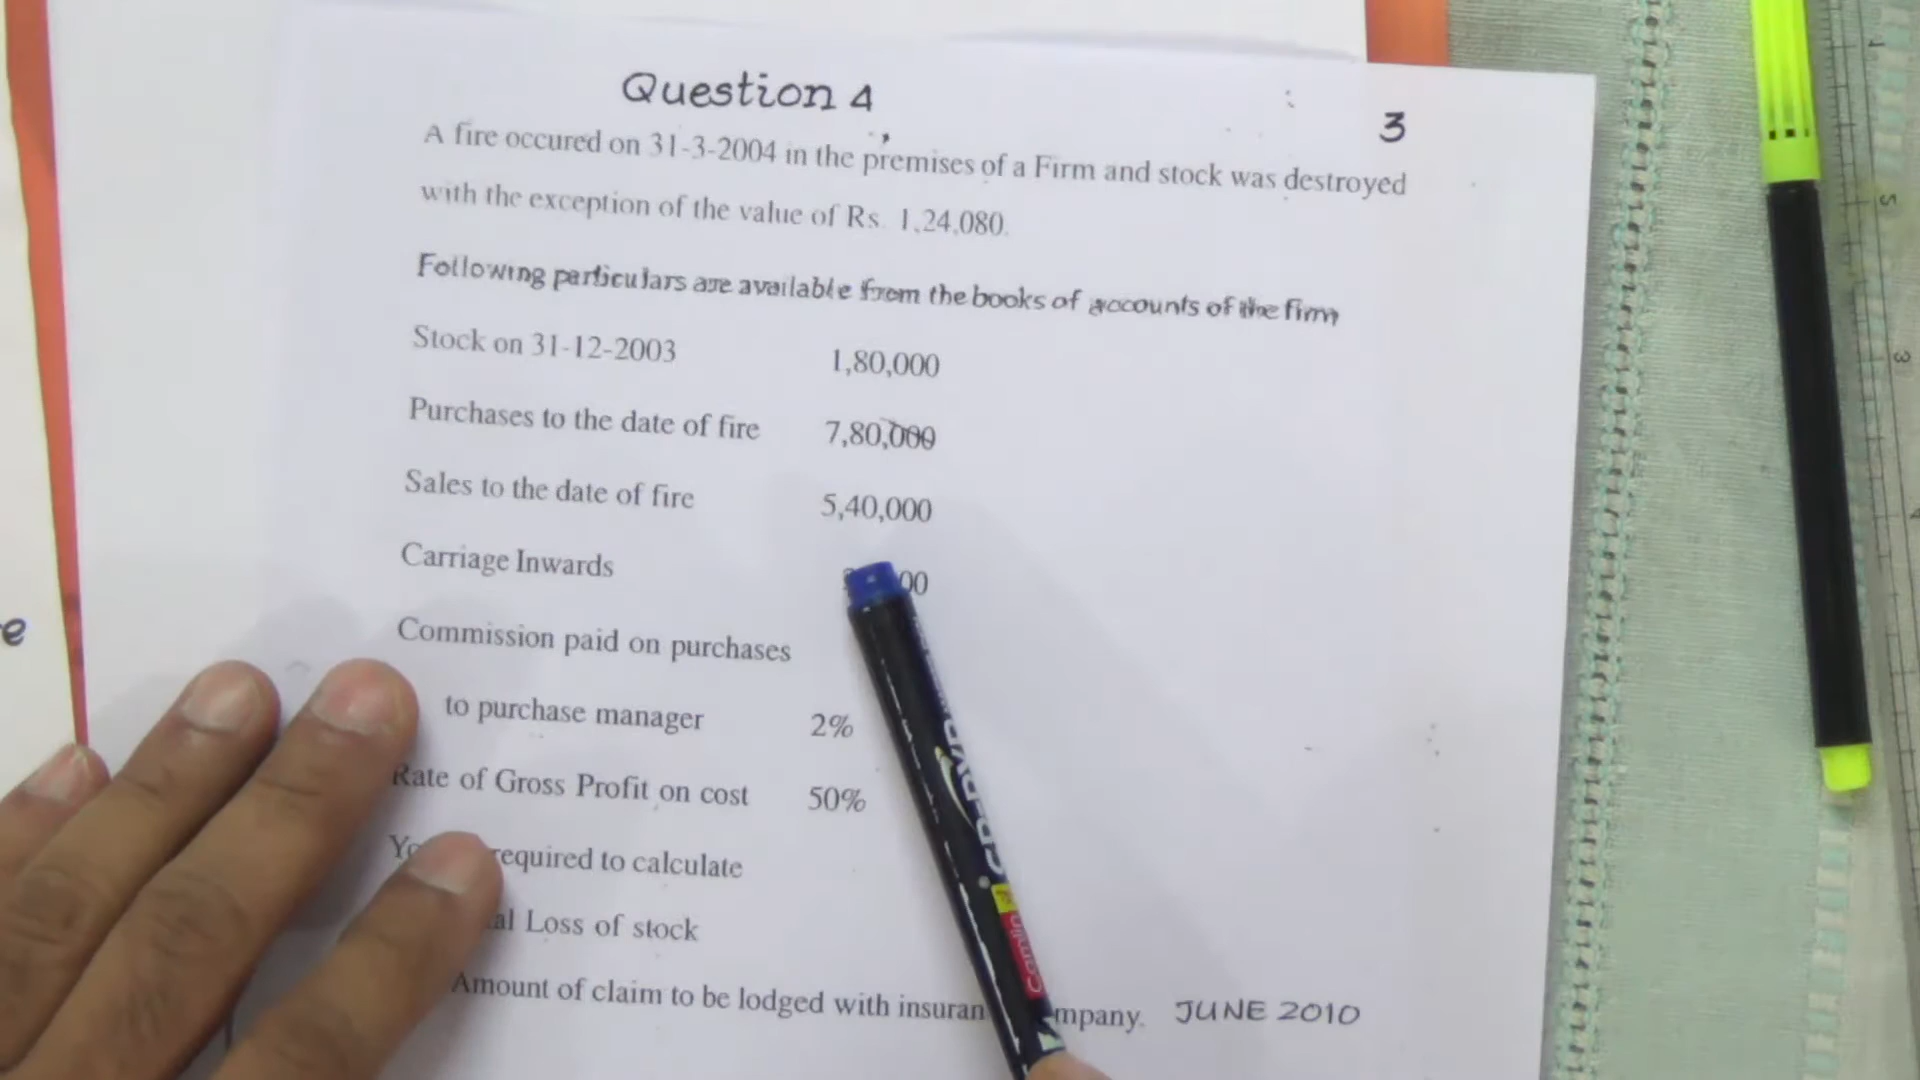 Question 4
3
A fire occured on 31-3-2004 in the premises of a Firm and stock was destroyed
with the exception of the value of Rs. 1,24,080.
Following particulars are available from the books of accounts of the firm
Stock on 31-12-2003 1,80,000
Purchases to the date of fire 7,80,000
Sales to the date of fire 5,40,000
Carriage Inwards
Commission paid on purchases
to purchase manager 2%
Rate of Gross Profit on cost 50%
required to calculate
Loss of stock
Amount of claim to be lodged with
JUNE 2010